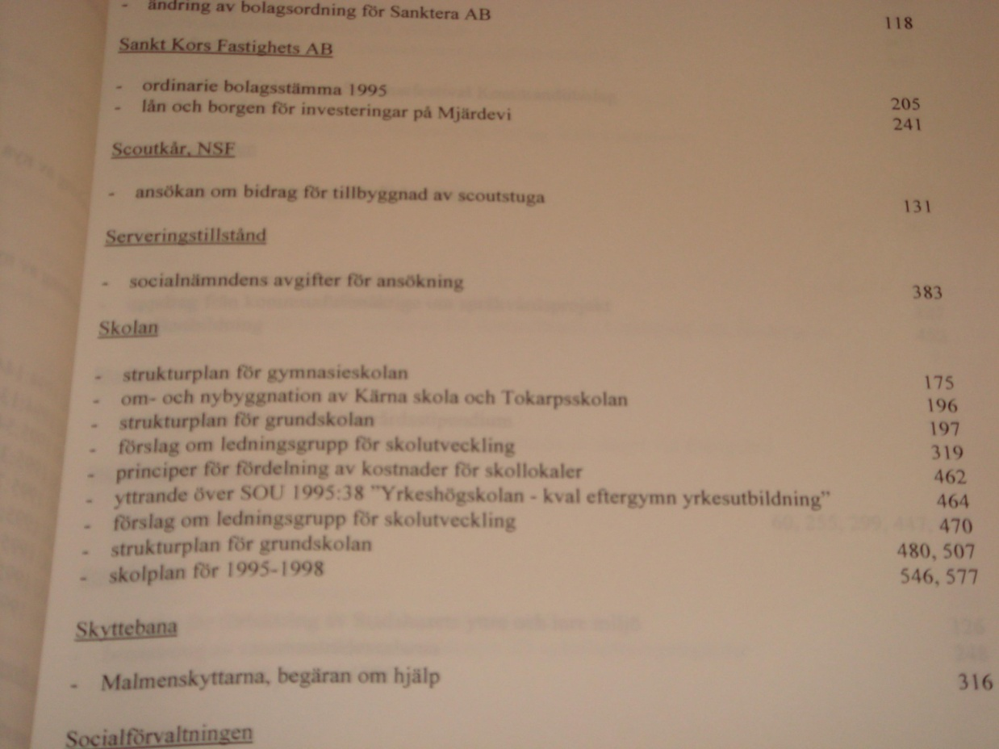 - ändring av bolagsordning för Sanktera AB 118
Sankt Kors Fastighets AB
- ordinarie bolagsstämma 1995 205
- lån och borgen för investeringar på Mjärdevi 241
Scoutkår, NSF
- ansökan om bidrag för tillbyggnad av scoutstuga 131
Serveringstillstånd
- socialnämndens avgifter för ansökning 383
Skolan
- strukturplan för gymnasieskolan 175
- om- och nybyggnation av Kärna skola och Tokarpsskolan 196
- strukturplan för grundskolan 197
- förslag om ledningsgrupp för skolutveckling 319
- principer för fördelning av kostnader för skollokaler 462
- yttrande över SOU 1995:38 "Yrkeshögskolan - kval eftergymn yrkesutbildning" 464
- förslag om ledningsgrupp för skolutveckling 470
- strukturplan för grundskolan 480, 507
- skolplan för 1995-1998 546, 577
Skyttebana
- Malmenskyttarna, begäran om hjälp 316
Socialförvaltningen